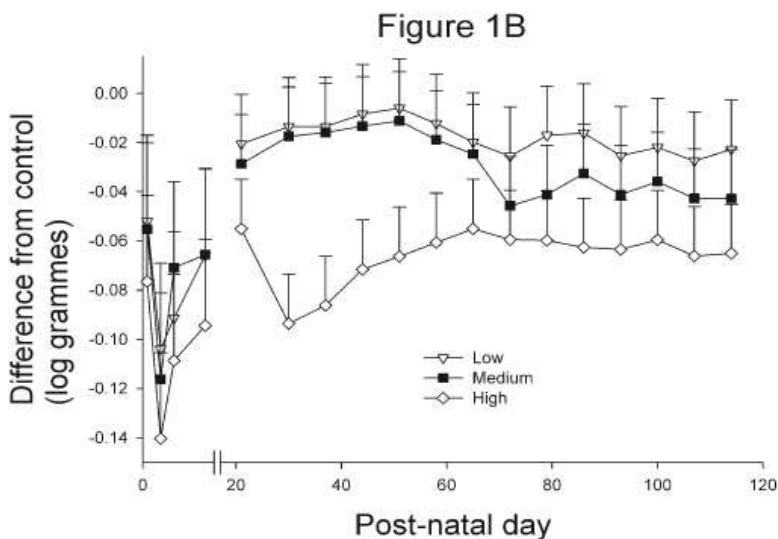 Figure 1B
Difference from control
(log grammes)
0.00
-0.02
-0.04
-0.06
-0.08
-0.10
-0.12
-0.14
Low
Medium
High
0 20 40 60 80 100 120
Post-natal day